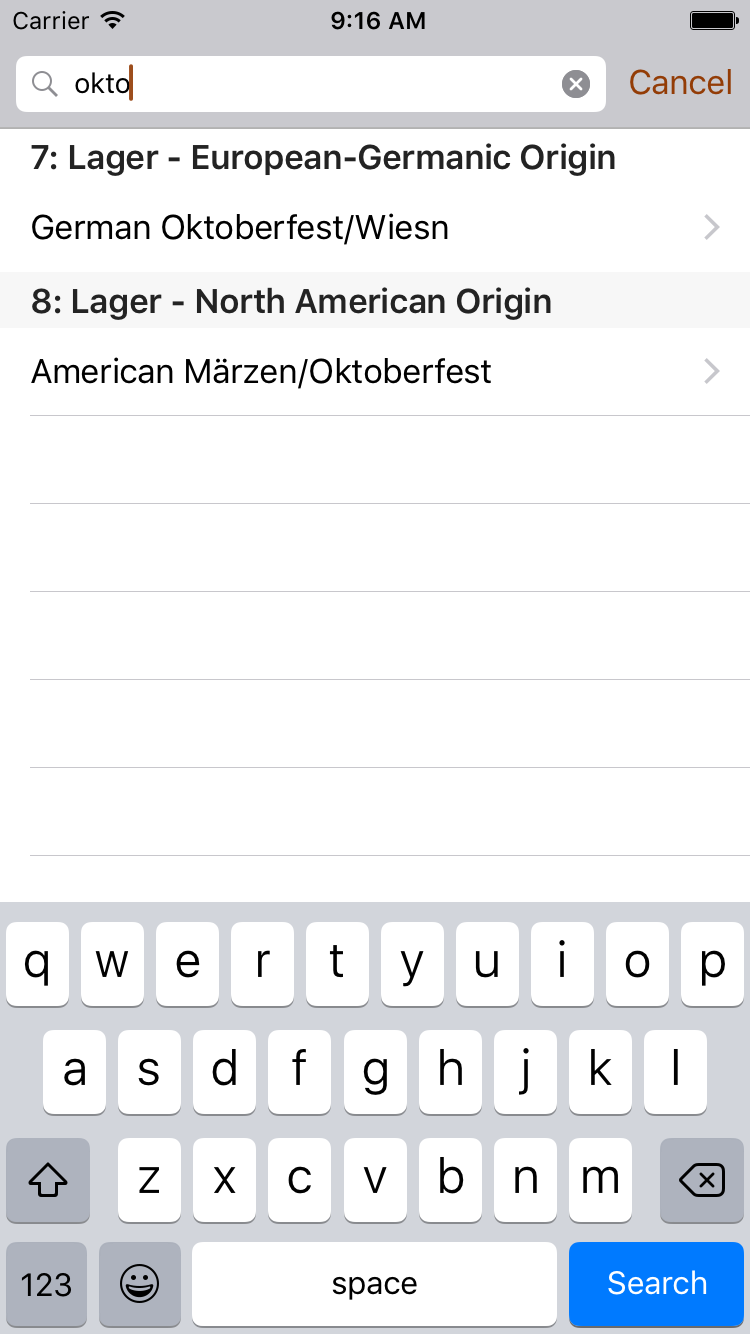 Carrier 9:16 AM
okto Cancel
7: Lager - European-Germanic Origin
German Oktoberfest/Wiesn
8: Lager - North American Origin
American Märzen/Oktoberfest
q w e r t y u i o p
a s d f g h j k l
z x c v b n m
123 space Search